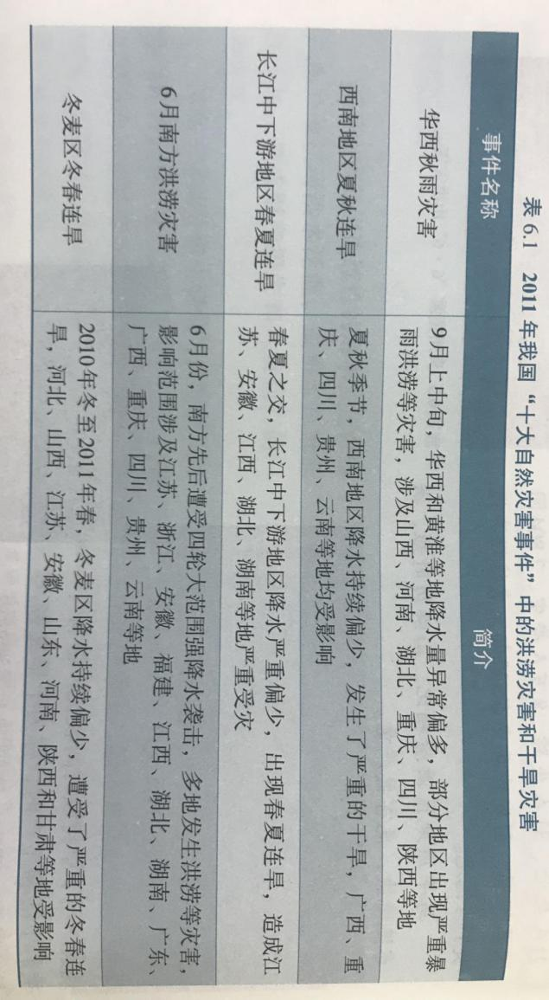 表 6.1 2011 年我国“十大自然灾害事件”中的洪涝灾害和干旱灾害
事件名称 简介
华西秋雨灾害
9月上中旬，华西和黄淮等地降水量异常偏多，部分地区出现严重暴
雨洪涝等灾害，涉及山西、河南、湖北、重庆、四川、陕西等地
西南地区夏秋连旱
夏秋季节，西南地区降水持续偏少，发生了严重的干旱，广西、重
庆、四川、贵州、云南等地均受影响
长江中下游地区春夏连旱
春夏之交，长江中下游地区降水严重偏少，出现春夏连旱，造成江
苏、安徽、江西、湖北、湖南等地严重受灾
6月南方洪涝灾害
6月份，南方先后遭受四轮大范围强降水袭击，多地发生洪涝等灾害，
影响范围涉及江苏、浙江、安徽、福建、江西、湖北、湖南、广东、
广西、重庆、四川、贵州、云南等地
冬麦区冬春连旱
2010年冬至2011年春，冬麦区降水持续偏少，遭受了严重的冬春连
旱，河北、山西、江苏、安徽、山东、河南、陕西和甘肃等地受影响